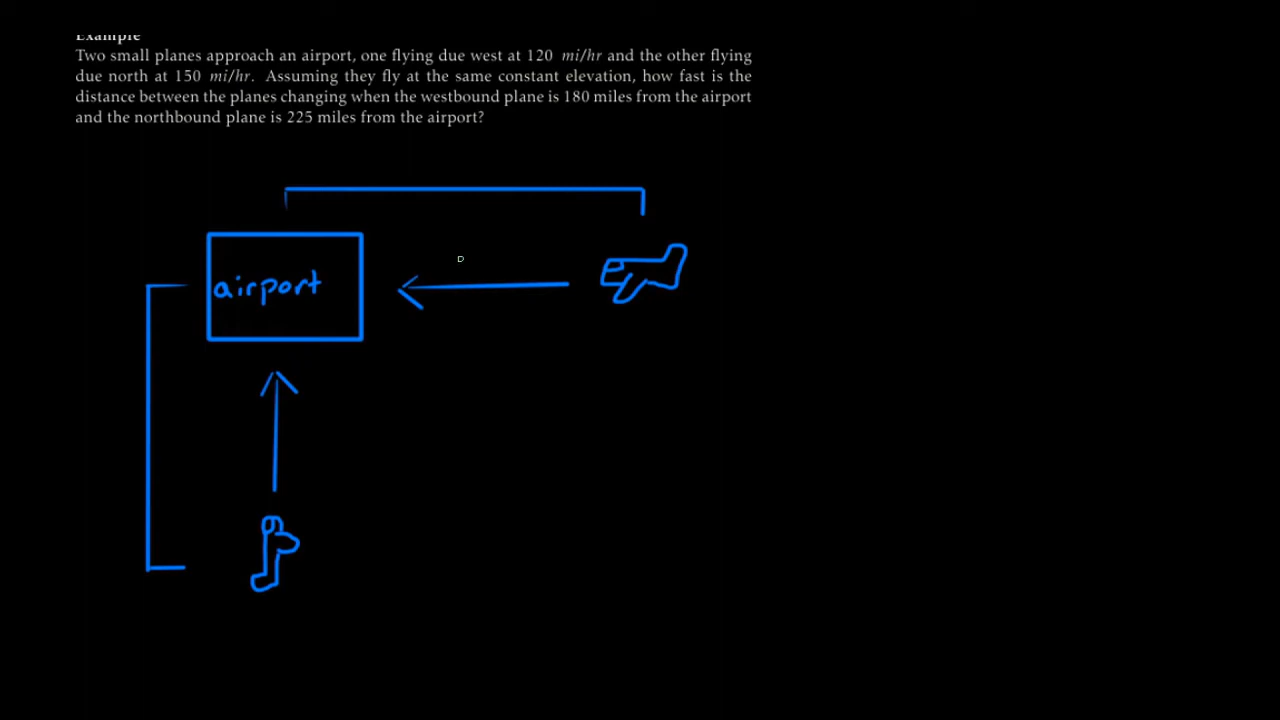 Example
Two small planes approach an airport, one flying due west at 120 mi/hr and the other flying
due north at 150 mi/hr. Assuming they fly at the same constant elevation, how fast is the
distance between the planes changing when the westbound plane is 180 miles from the airport
and the northbound plane is 225 miles from the airport?
airport